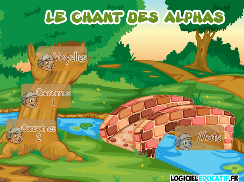 LE CHANT DES ALPHAS
Voyelles
Consonnes
1
Consonnes
2
Mots
LOGICIELEDUCATIF.FR